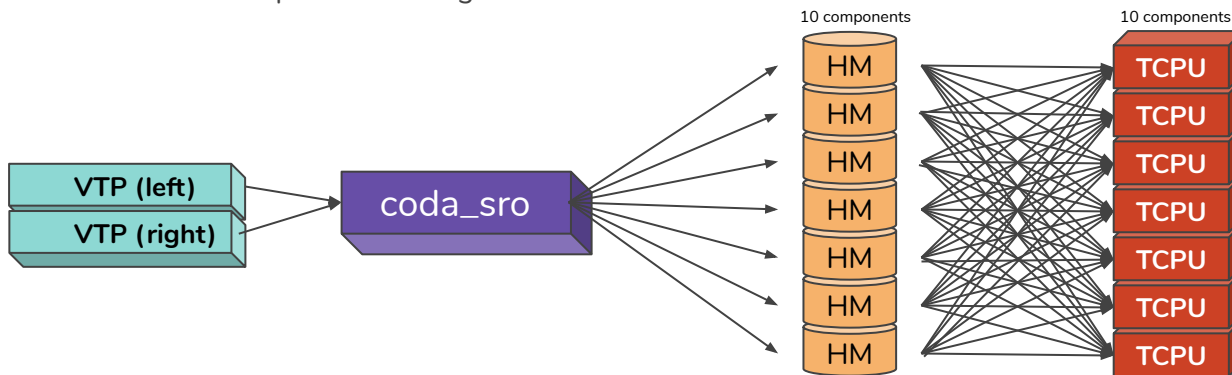 10 components
10 components
HM
TCPU
HM
TCPU
VTP (left)
HM
TCPU
coda_sro
VTP (right)
HM
TCPU
HM
TCPU
HM
TCPU
HM
TCPU